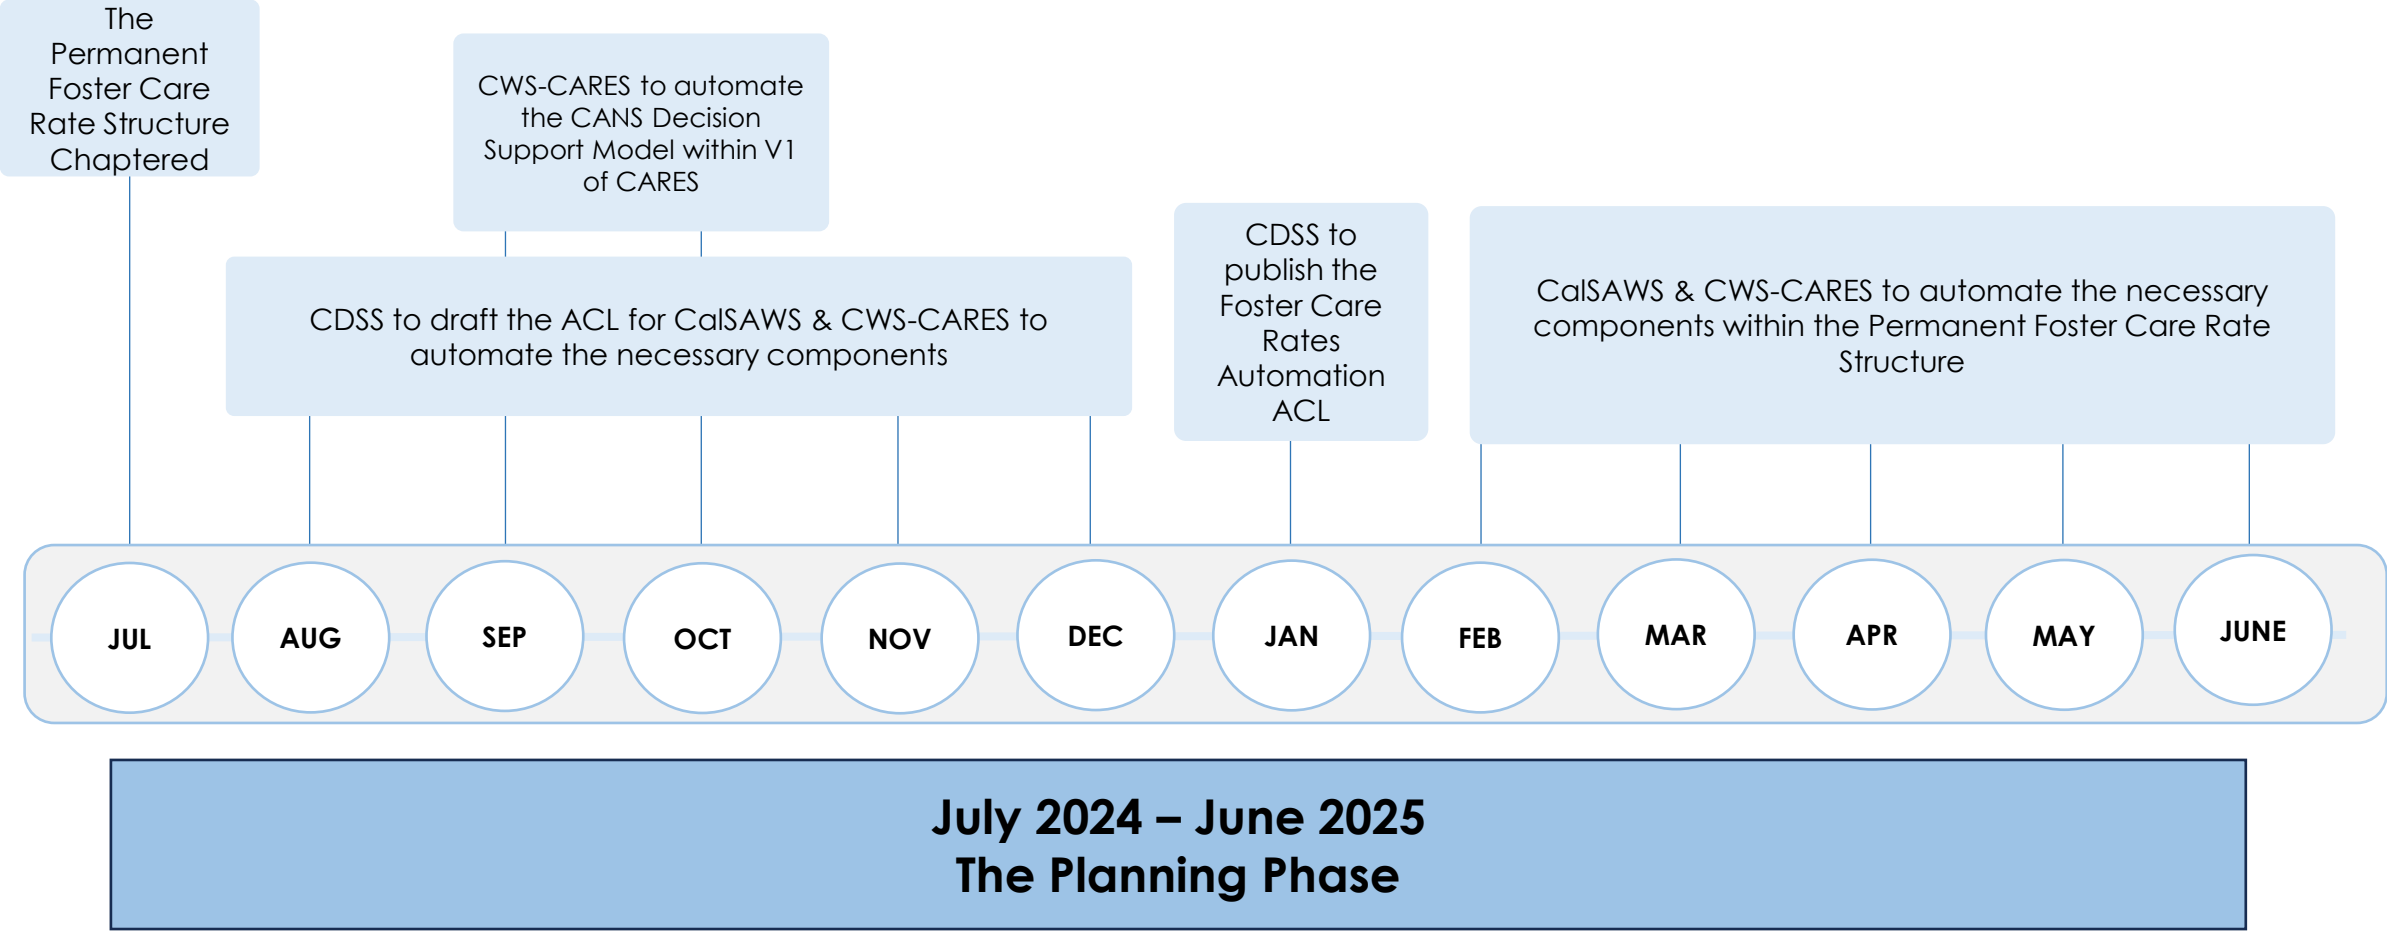 The
Permanent
Foster Care
Rate Structure
Chaptered
CWS-CARES to automate
the CANS Decision
Support Model within V1
of CARES
CDSS to draft the ACL for CalSAWS & CWS-CARES to
automate the necessary components
CDSS to
publish the
Foster Care
Rates
Automation
ACL
CalSAWS & CWS-CARES to automate the necessary
components within the Permanent Foster Care Rate
Structure
JUL
AUG
SEP
OCT
NOV
DEC
JAN
FEB
MAR
APR
MAY
JUNE
July 2024 – June 2025
The Planning Phase